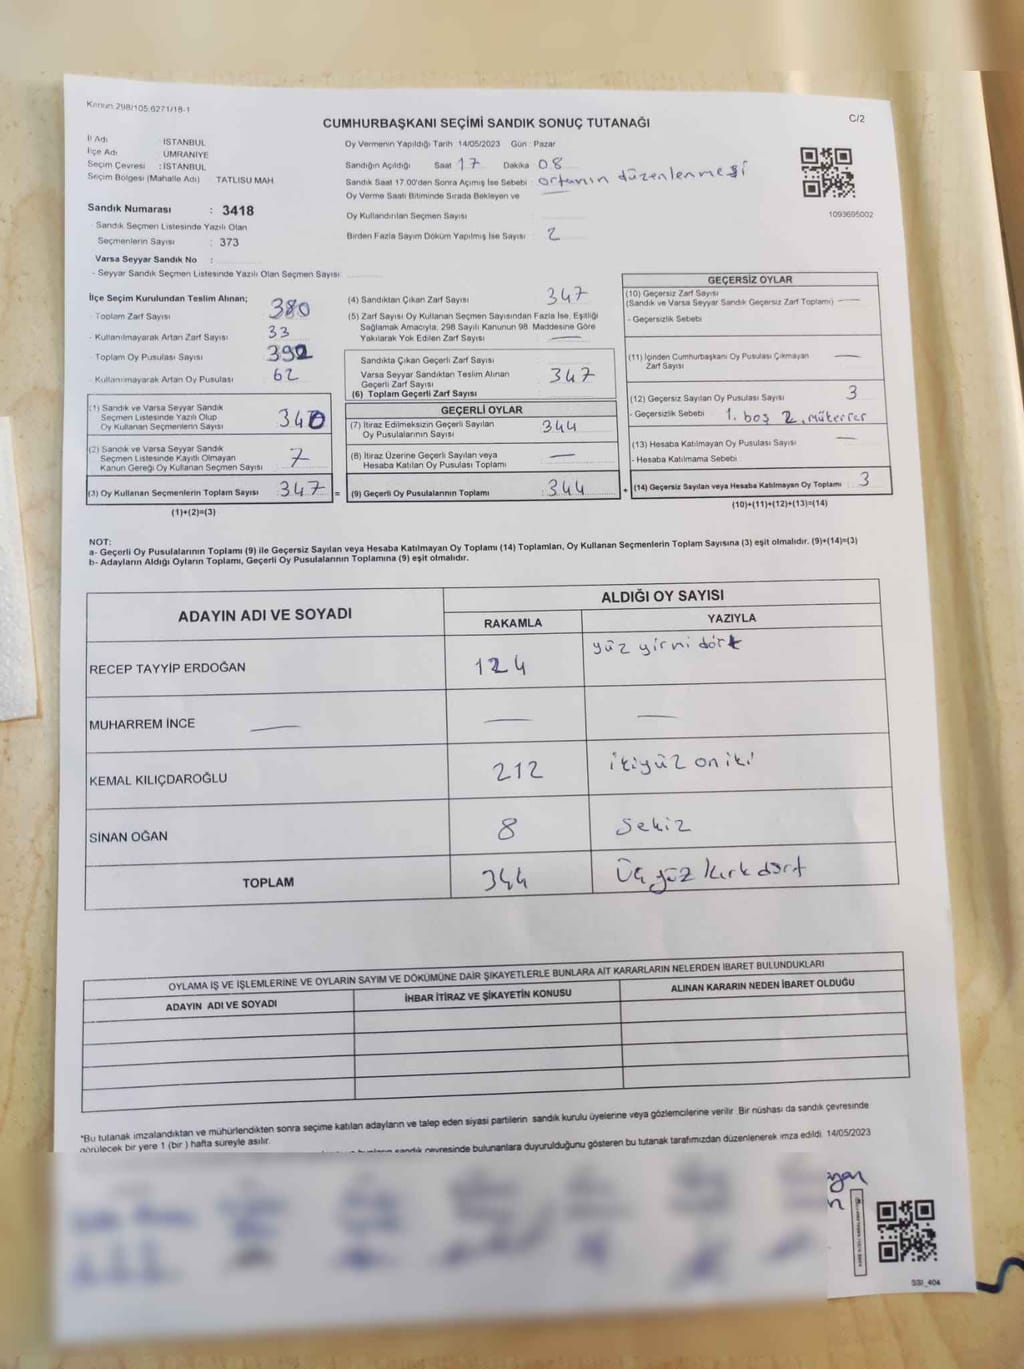 Kanun 298/105 6271/18-1
C/2
CUMHURBAŞKANI SEÇİMİ SANDIK SONUÇ TUTANAĞI
İl Adı İSTANBUL
İlçe Adı ÜMRANİYE
Seçim Çevresi : İSTANBUL
Seçim Bölgesi (Mahalle Adı) TATLISU MAH
Sandık Numarası : 3418
Sandık Seçmen Listesinde Yazılı Olan
Seçmenlerin Sayısı : 373
Varsa Seyyar Sandık No :
- Seyyar Sandık Seçmen Listesinde Yazılı Olan Seçmen Sayısı
Oy Vermenin Yapıldığı Tarih 14/05/2023 Gün Pazar
Sandığın Açıldığı Saat 17 Dakika 08
Sandık Saat 17.00'den Sonra Açımış İse Sebebi ortamın düzenlenmesi
Oy Verme Saati Bitiminde Sırada Bekleyen ve
Oy Kullandırılan Seçmen Sayısı
Birden Fazla Sayım Döküm Yapılmış İse Sayısı 2
1093695002
İlçe Seçim Kurulundan Teslim Alınan;
- Toplam Zarf Sayısı 380
- Kullanılmayarak Artan Zarf Sayısı 33
- Toplam Oy Pusulası Sayısı 392
- Kullanılmayarak Artan Oy Pusulası 62
(1) Sandık ve Varsa Seyyar Sandık
Seçmen Listesinde Yazılı Olup
Oy Kullanan Seçmenlerin Sayısı 340
(2) Sandık ve Varsa Seyyar Sandık
Seçmen Listesinde Kayıtlı Olmayan
Kanun Gereği Oy Kullanan Seçmen Sayısı 7
(3) Oy Kullanan Seçmenlerin Toplam Sayısı 347 =
(1)+(2)=(3)
(4) Sandıktan Çıkan Zarf Sayısı 347
(5) Zarf Sayısı Oy Kullanan Seçmen Sayısından Fazla İse, Eşitliği
Sağlamak Amacıyla, 298 Sayılı Kanunun 98. Maddesine Göre
Yakılarak Yok Edilen Zarf Sayısı —
Sandıkta Çıkan Geçerli Zarf Sayısı
Varsa Seyyar Sandıktan Teslim Alınan
Geçerli Zarf Sayısı 347
(6) Toplam Geçerli Zarf Sayısı
GEÇERLİ OYLAR
(7) İtiraz Edilmeksizin Geçerli Sayılan
Oy Pusulalarının Sayısı 344
(8) İtiraz Üzerine Geçerli Sayılan veya
Hesaba Katılan Oy Pusulası Toplamı —
(9) Geçerli Oy Pusulalarının Toplamı 344 +
GEÇERSİZ OYLAR
(10) Geçersiz Zarf Sayısı
(Sandık ve Varsa Seyyar Sandık Geçersiz Zarf Toplamı) —
- Geçersizlik Sebebi
(11) İçinden Cumhurbaşkanı Oy Pusulası Çıkmayan —
Zarf Sayısı
(12) Geçersiz Sayılan Oy Pusulası Sayısı 3
- Geçersizlik Sebebi 1. boş 2. mükerrer
(13) Hesaba Katılmayan Oy Pusulası Sayısı —
- Hesaba Katılmama Sebebi
(14) Geçersiz Sayılan veya Hesaba Katılmayan Oy Toplamı 3
(10)+(11)+(12)+(13)=(14)
NOT:
a- Geçerli Oy Pusulalarının Toplamı (9) ile Geçersiz Sayılan veya Hesaba Katılmayan Oy Toplamı (14) Toplamları, Oy Kullanan Seçmenlerin Toplam Sayısına (3) eşit olmalıdır. (9)+(14)=(3)
b- Adayların Aldığı Oyların Toplamı, Geçerli Oy Pusulalarının Toplamına (9) eşit olmalıdır.
ADAYIN ADI VE SOYADI
ALDIĞI OY SAYISI
RAKAMLA YAZIYLA
RECEP TAYYİP ERDOĞAN 124 yüz yirmi dört
MUHARREM İNCE — — —
KEMAL KILIÇDAROĞLU 212 ikiyüz oniki
SİNAN OĞAN 8 Sekiz
TOPLAM 344 Üç yüz kırk dört
OYLAMA İŞ VE İŞLEMLERİNE VE OYLARIN SAYIM VE DÖKÜMÜNE DAİR ŞİKAYETLERLE BUNLARA AİT KARARLARIN NELERDEN İBARET BULUNDUKLARI
ADAYIN ADI VE SOYADI İHBAR İTİRAZ VE ŞİKAYETİN KONUSU ALINAN KARARIN NEDEN İBARET OLDUĞU
*Bu tutanak imzalandıktan ve mühürlendikten sonra seçime katılan adayların ve talep eden siyasi partilerin sandık kurulu üyelerine veya gözlemcilerine verilir. Bir nüshası da sandık çevresinde
görülecek bir yere 1 (bir) hafta süreyle asılır.
sandık çevresinde bulunanlara duyurulduğunu gösteren bu tutanak tarafımızdan düzenlenerek imza edildi. 14/05/2023
SSI_404